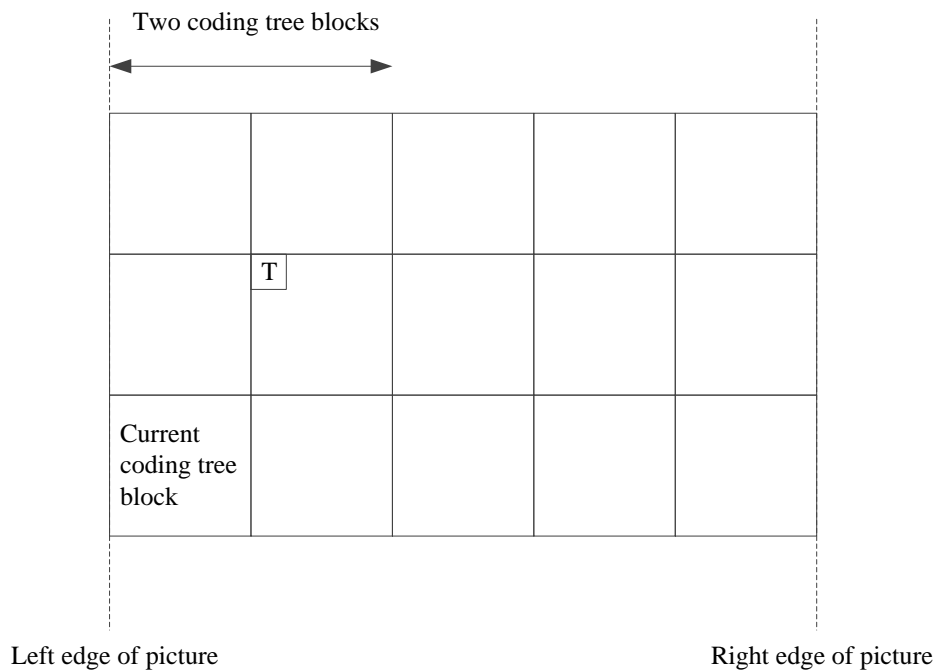 Two coding tree blocks
T
Current
coding tree
block
Left edge of picture
Right edge of picture